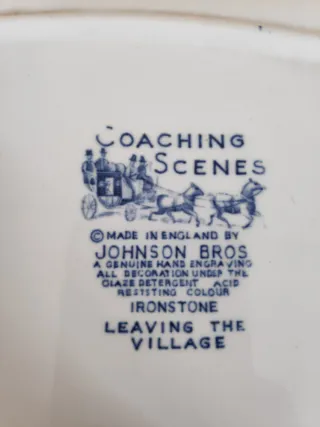 COACHING
SCENES
© MADE IN ENGLAND BY
JOHNSON BROS
A GENUINE HAND ENGRAVING
ALL DECORATION UNDER THE
GLAZE DETERGENT ACID
RESISTING COLOUR
IRONSTONE
LEAVING THE
VILLAGE